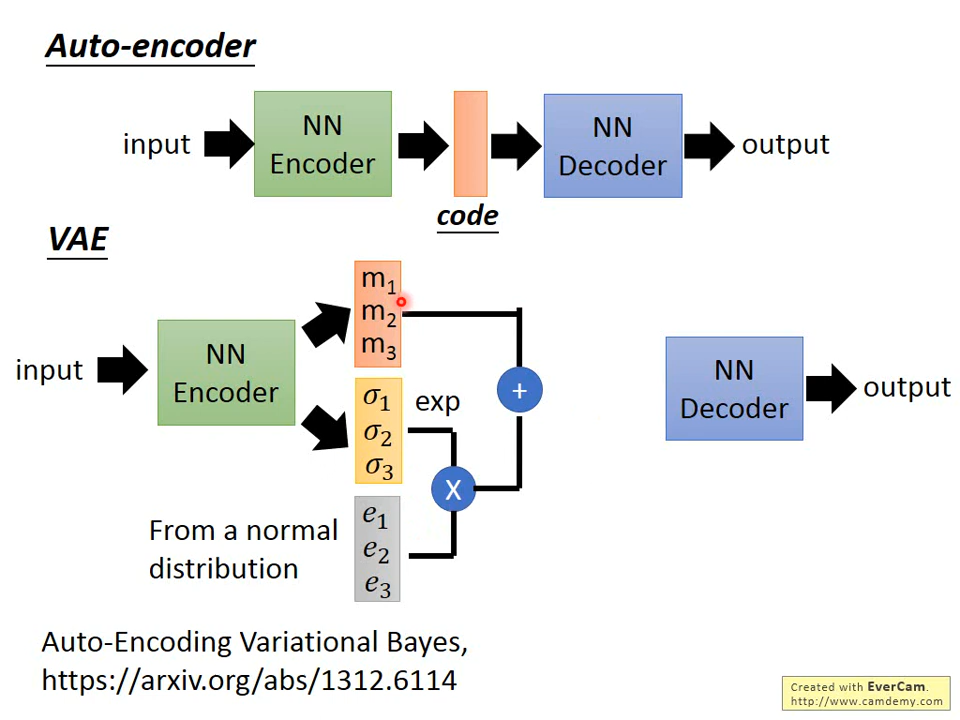 Auto-encoder
input
NN
Encoder
code
NN
Decoder
output
VAE
input
NN
Encoder
m1
m2
m3
σ1
σ2
σ3
exp
e1
e2
e3
From a normal
distribution
X
+
NN
Decoder
output
Auto-Encoding Variational Bayes,
https://arxiv.org/abs/1312.6114
Created with EverCam.
http://www.camdemy.com